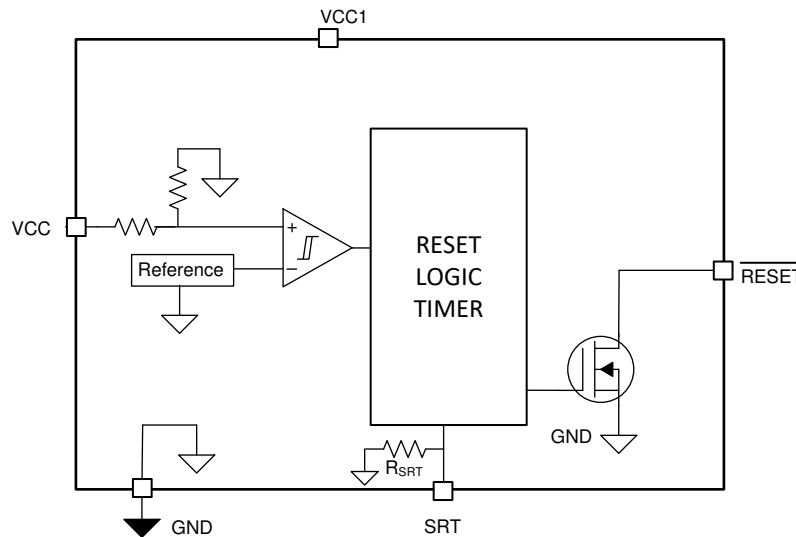 VCC1
VCC
+
−
Reference
RESET
LOGIC
TIMER
RESET
GND
RSRT
GND
SRT